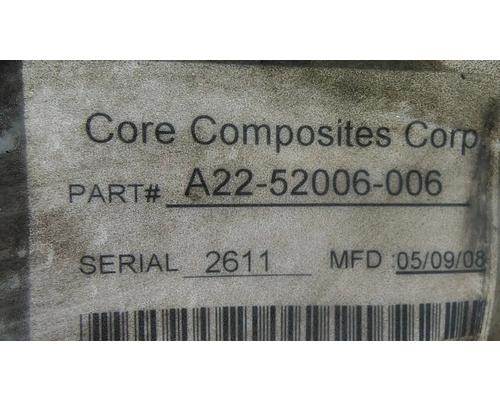 Core Composites Corp
PART# A22-52006-006
SERIAL 2611 MFD 05/09/08